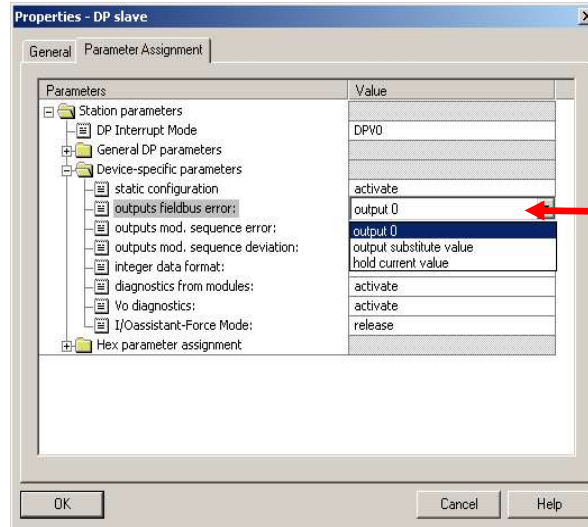 Properties - DP slave
General Parameter Assignment
Parameters Value
Station parameters
DP Interrupt Mode DPV0
General DP parameters
Device-specific parameters
static configuration activate
outputs fieldbus error: output 0
outputs mod. sequence error: output 0
outputs mod. sequence deviation: output substitute value
integer data format: hold current value
diagnostics from modules: activate
Vo diagnostics: activate
I/Oassistant-Force Mode: release
Hex parameter assignment
OK Cancel Help